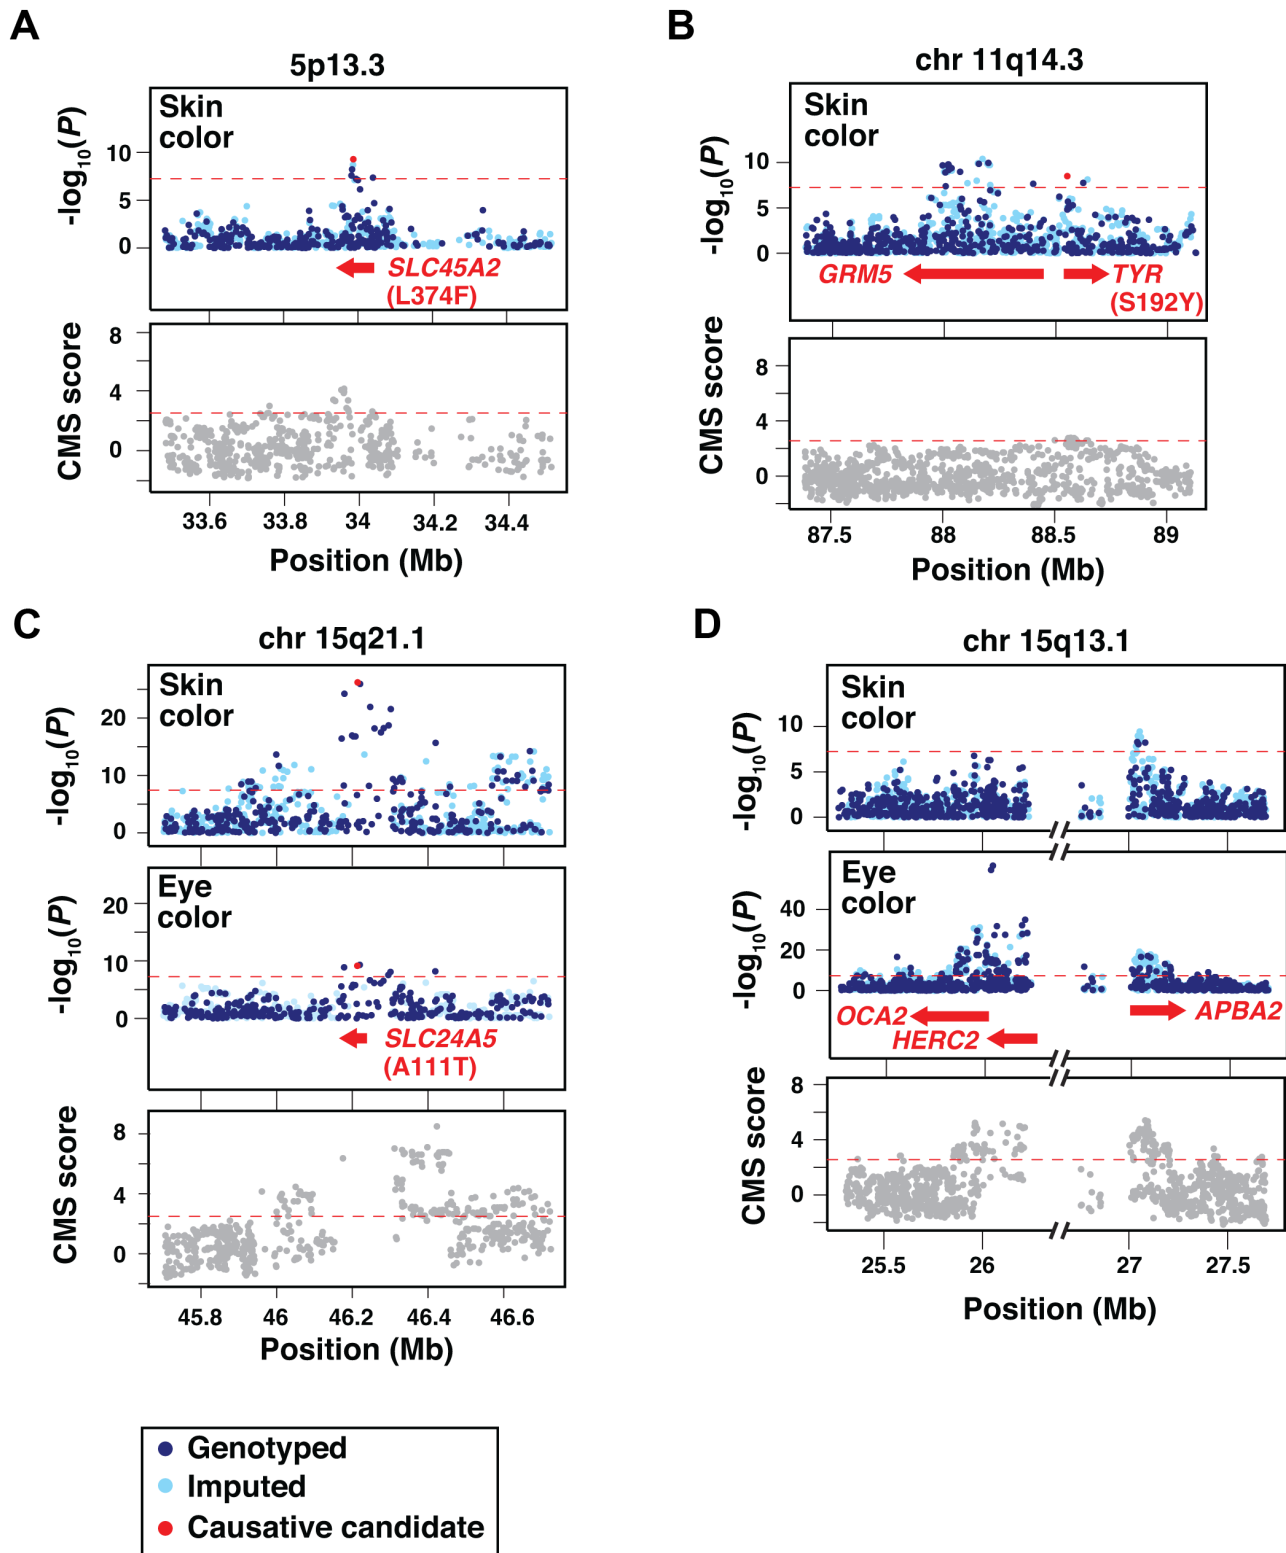 A
5p13.3
Skin
color
-log10(P)
10
5
0
SLC45A2
(L374F)
CMS score
8
4
0
33.6 33.8 34 34.2 34.4
Position (Mb)
B
chr 11q14.3
Skin
color
-log10(P)
10
5
0
GRM5 TYR
(S192Y)
CMS score
8
4
0
87.5 88 88.5 89
Position (Mb)
C
chr 15q21.1
Skin
color
-log10(P)
20
10
0
Eye
color
-log10(P)
20
10
0
SLC24A5
(A111T)
CMS score
8
4
0
45.8 46 46.2 46.4 46.6
Position (Mb)
D
chr 15q13.1
Skin
color
-log10(P)
10
5
0
Eye
color
-log10(P)
40
20
0
OCA2 APBA2
HERC2
CMS score
8
4
0
25.5 26 27 27.5
Position (Mb)
Genotyped
Imputed
Causative candidate